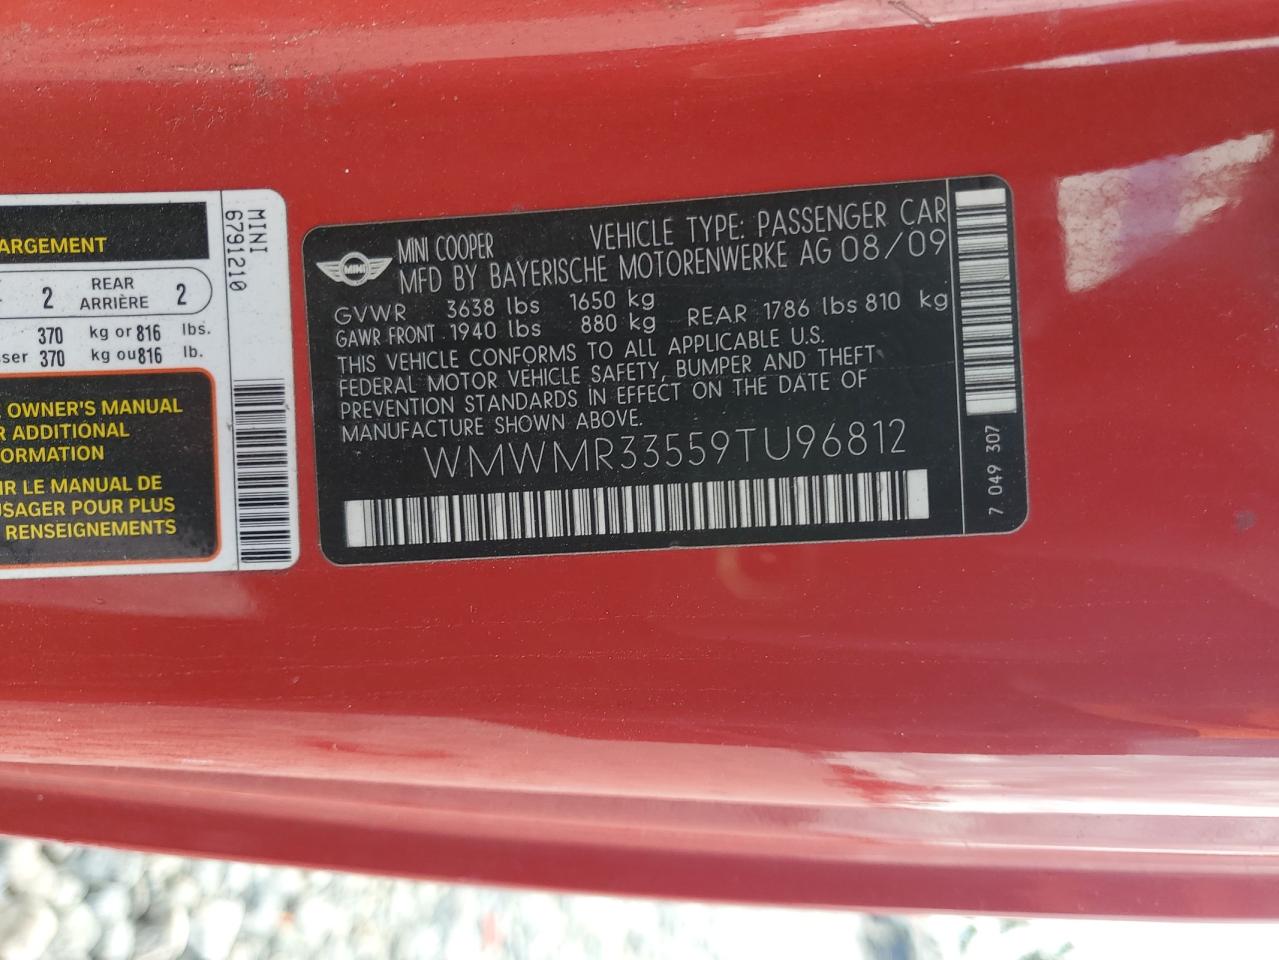 ARGEMENT
2
REAR
ARRIÈRE
2
370 kg or 816 lbs.
sser 370 kg ou 816 lb.
OWNER'S MANUAL
R ADDITIONAL
ORMATION
IR LE MANUAL DE
USAGER POUR PLUS
RENSEIGNEMENTS
MINI
6791210
MINI
MINI COOPER VEHICLE TYPE: PASSENGER CAR
MFD BY BAYERISCHE MOTORENWERKE AG 08/09
GVWR 3638 lbs 1650 kg
GAWR FRONT 1940 lbs 880 kg REAR 1786 lbs 810 kg
THIS VEHICLE CONFORMS TO ALL APPLICABLE U.S.
FEDERAL MOTOR VEHICLE SAFETY, BUMPER AND THEFT
PREVENTION STANDARDS IN EFFECT ON THE DATE OF
MANUFACTURE SHOWN ABOVE.
WMWMR33559TU96812
7 049 307